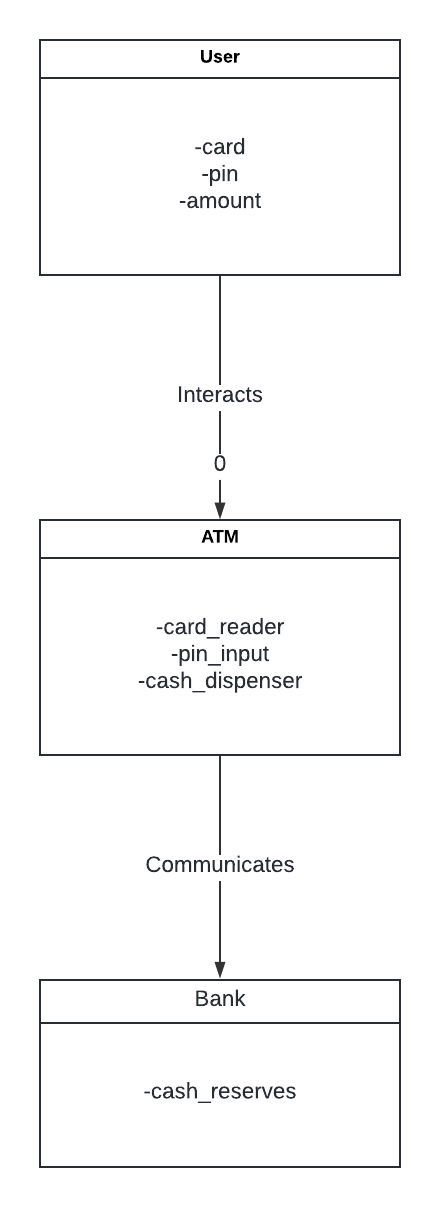 User
-card
-pin
-amount
Interacts
0
ATM
-card_reader
-pin_input
-cash_dispenser
Communicates
Bank
-cash_reserves